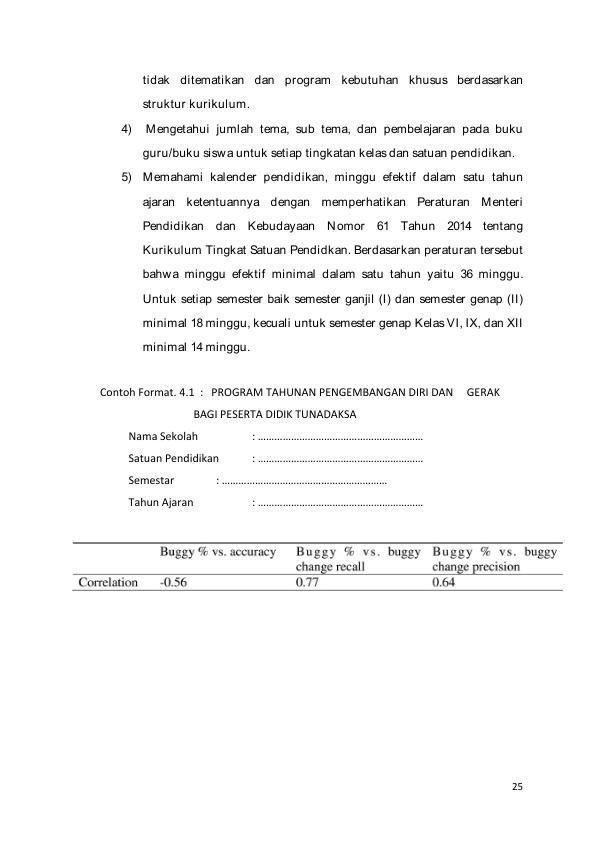 tidak ditematikan dan program kebutuhan khusus berdasarkan
struktur kurikulum.
4) Mengetahui jumlah tema, sub tema, dan pembelajaran pada buku
guru/buku siswa untuk setiap tingkatan kelas dan satuan pendidikan.
5) Memahami kalender pendidikan, minggu efektif dalam satu tahun
ajaran ketentuannya dengan memperhatikan Peraturan Menteri
Pendidikan dan Kebudayaan Nomor 61 Tahun 2014 tentang
Kurikulum Tingkat Satuan Pendidkan. Berdasarkan peraturan tersebut
bahwa minggu efektif minimal dalam satu tahun yaitu 36 minggu.
Untuk setiap semester baik semester ganjil (I) dan semester genap (II)
minimal 18 minggu, kecuali untuk semester genap Kelas VI, IX, dan XII
minimal 14 minggu.
Contoh Format. 4.1 : PROGRAM TAHUNAN PENGEMBANGAN DIRI DAN GERAK
BAGI PESERTA DIDIK TUNADAKSA
Nama Sekolah : ……………………………………………………
Satuan Pendidikan : ……………………………………………………
Semestar : ……………………………………………………
Tahun Ajaran : ……………………………………………………
Buggy % vs. accuracy Buggy % vs. buggy Buggy % vs. buggy
change recall change precision
Correlation -0.56 0.77 0.64
25